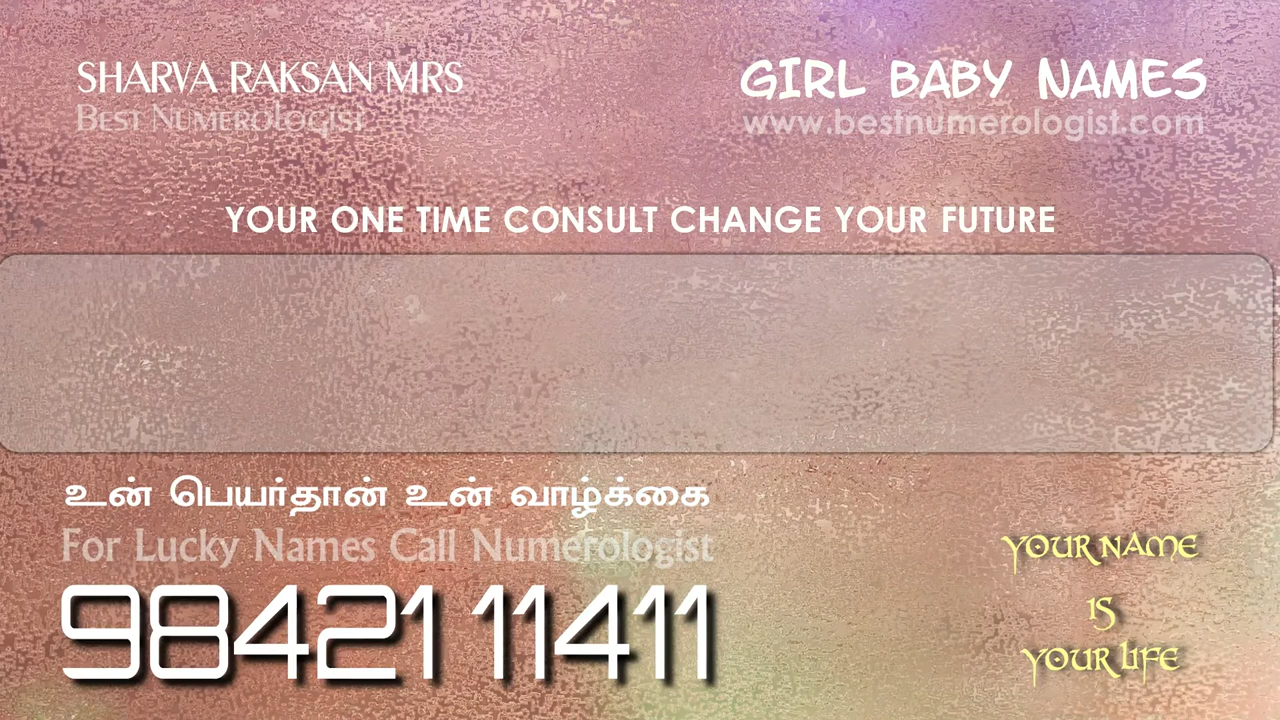 SHARVA RAKSAN MRS
Best Numerologist
GIRL BABY NAMES
www.bestnumerologist.com
YOUR ONE TIME CONSULT CHANGE YOUR FUTURE
உன் பெயர்தான் உன் வாழ்க்கை
For Lucky Names Call Numerologist
98421 11411
YOUR NAME
IS
YOUR LIFE